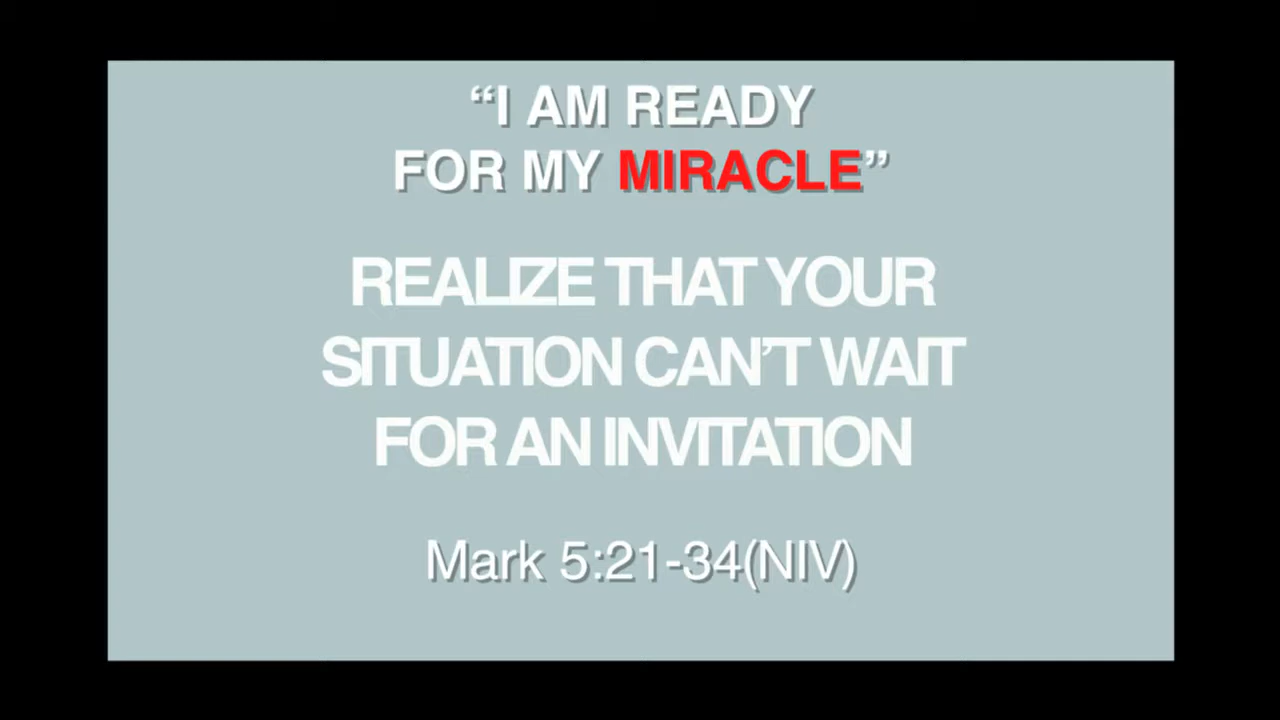 “I AM READY
FOR MY MIRACLE”
REALIZE THAT YOUR
SITUATION CAN’T WAIT
FOR AN INVITATION
Mark 5:21-34(NIV)